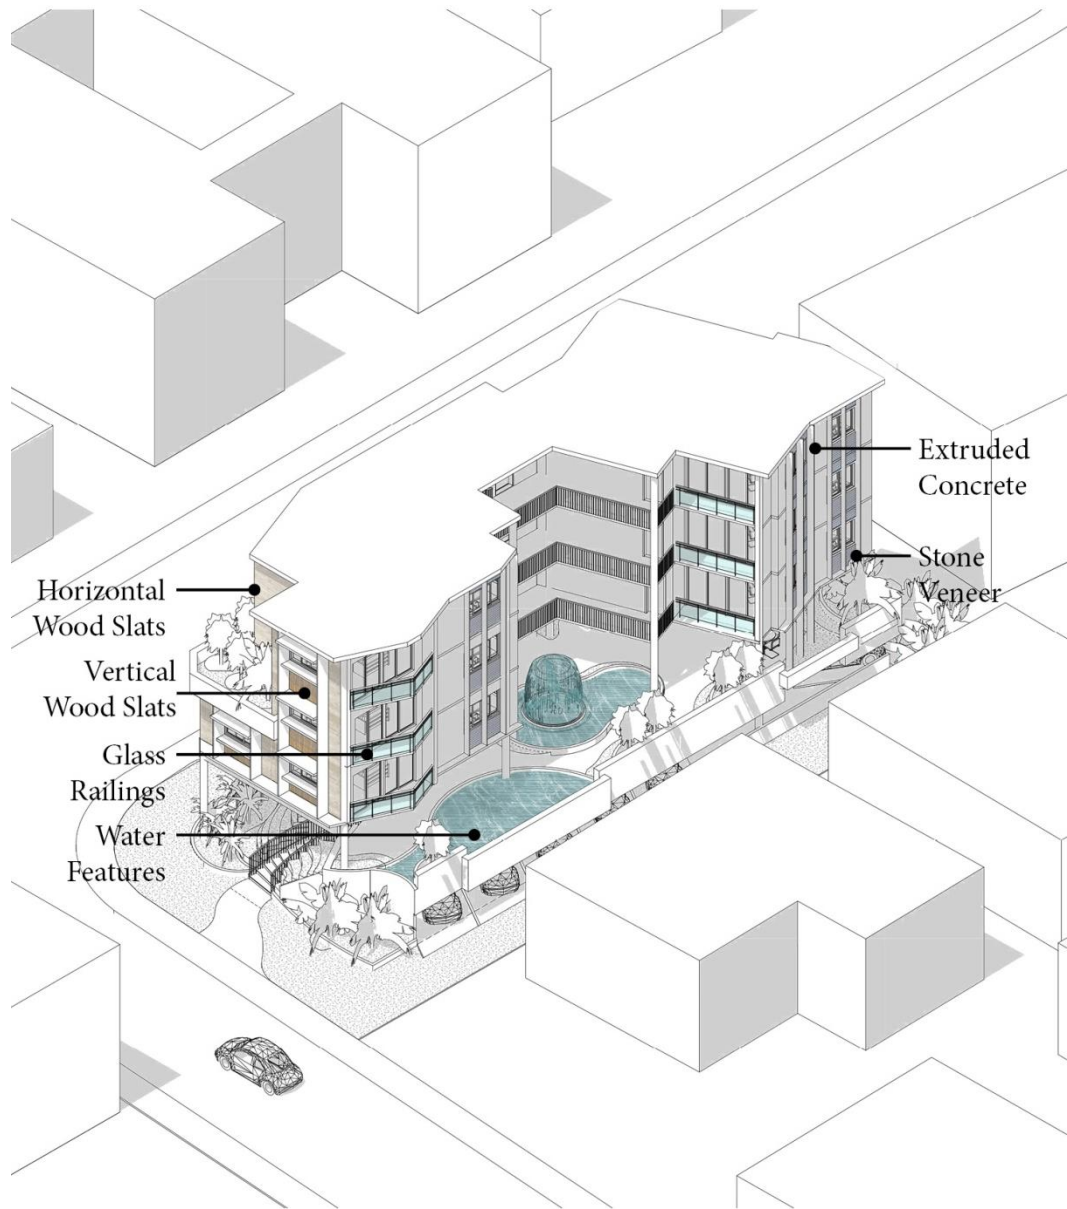 Extruded
Concrete
Stone
Veneer
Horizontal
Wood Slats
Vertical
Wood Slats
Glass
Railings
Water
Features